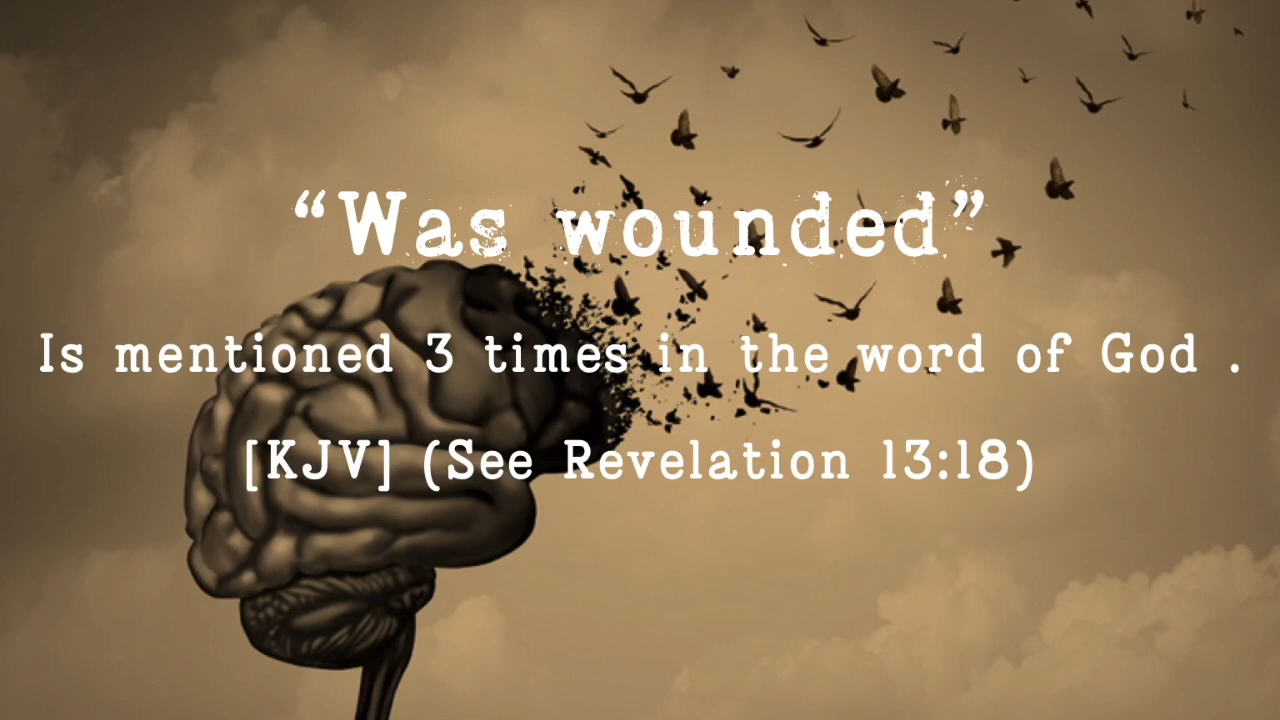 “Was wounded”
Is mentioned 3 times in the word of God .
[KJV] (See Revelation 13:18)